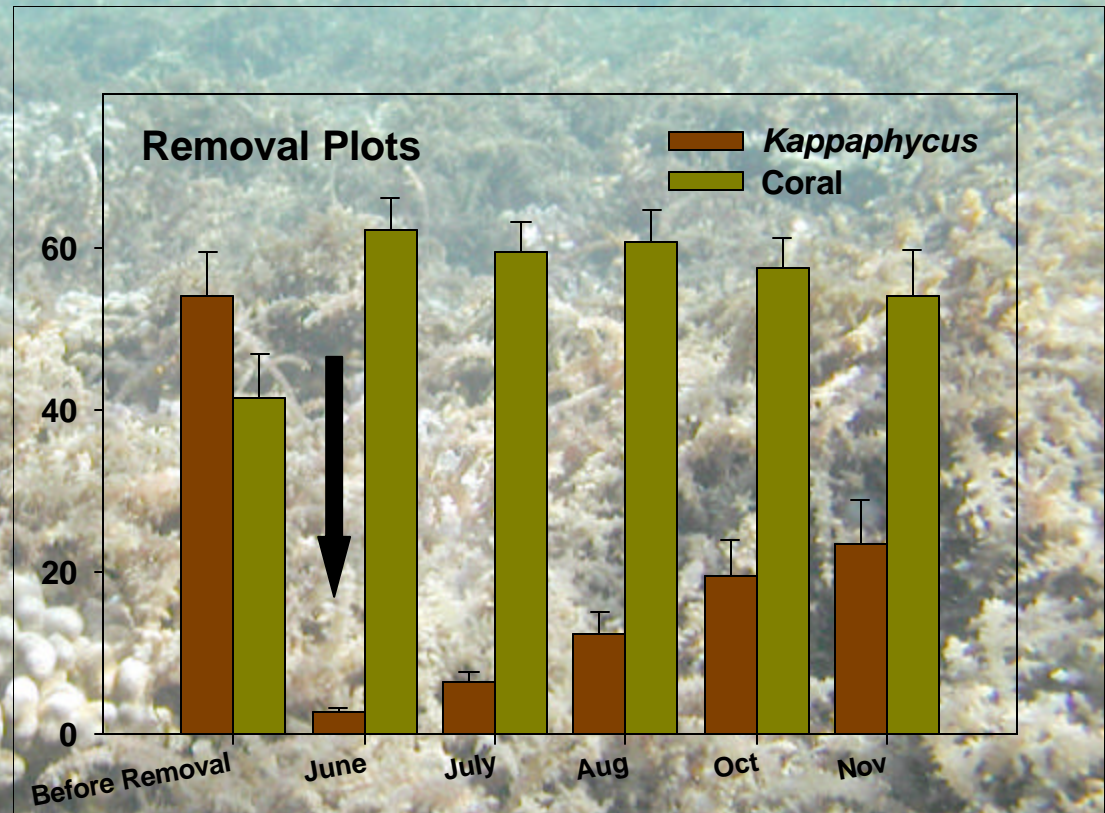 Removal Plots
Kappaphycus
Coral
60
40
20
0
Before Removal
June
July
Aug
Oct
Nov